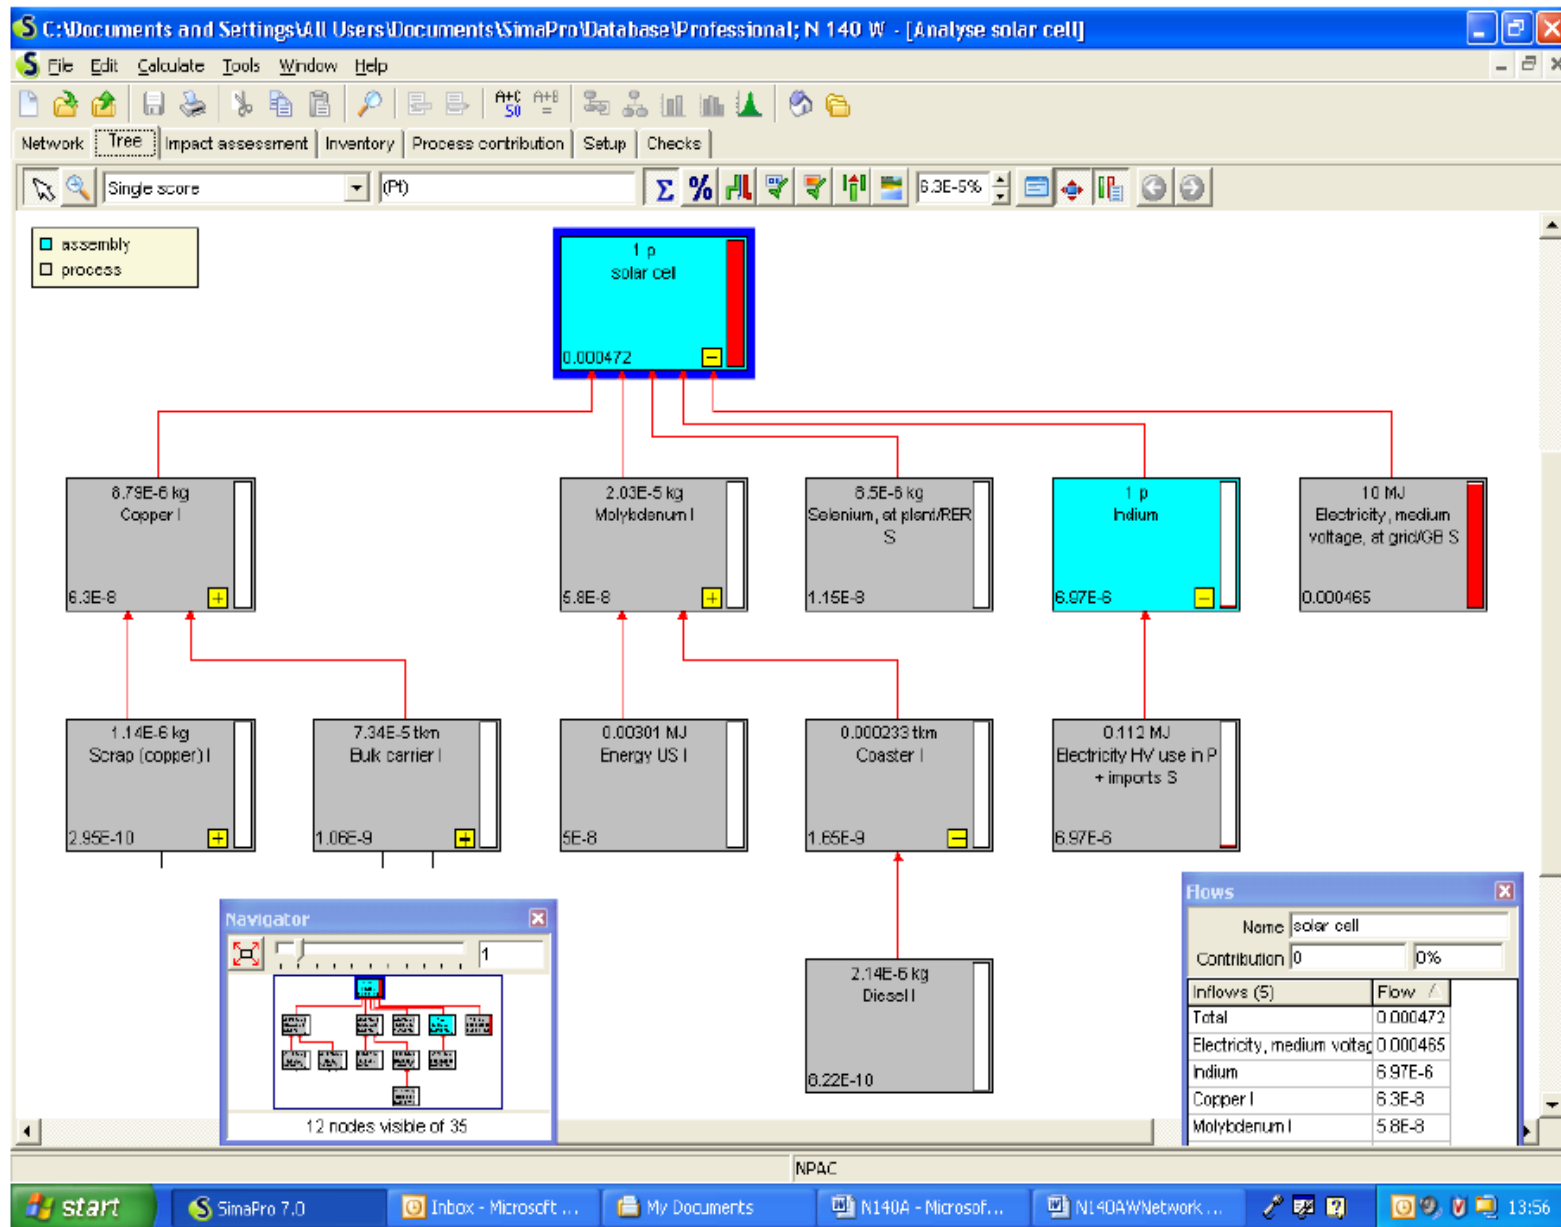 C:\Documents and Settings\All Users\Documents\SimaPro\Database\Professional; N 140 W - [Analyse solar cell]
File Edit Calculate Tools Window Help
Network Tree Impact assessment Inventory Process contribution Setup Checks
Single score (Pt) 6.3E-5%
assembly
process
1 p
solar cell
0.000472
8.79E-6 kg
Copper I
6.3E-8
2.03E-5 kg
Molybdenum I
5.8E-8
8.5E-6 kg
Selenium, at plant/RER
S
1.15E-8
1 p
Indium
6.97E-6
10 MJ
Electricity, medium
voltage, at grid/GB S
0.000465
1.14E-6 kg
Scrap (copper) I
2.95E-10
7.34E-5 tkm
Bulk carrier I
1.06E-9
0.00301 MJ
Energy US I
5E-8
0.000233 tkm
Coaster I
1.65E-9
0.112 MJ
Electricity HV use in P
+ imports S
6.97E-6
2.14E-6 kg
Diesel I
8.22E-10
Navigator
1
12 nodes visible of 35
Flows
Name solar cell
Contribution 0 0%
Inflows (5) Flow
Total 0.000472
Electricity, medium voltag 0.000465
Indium 6.97E-6
Copper I 6.3E-8
Molybdenum I 5.8E-8
NPAC
start SimaPro 7.0 Inbox - Microsoft ... My Documents N140A - Microsof... N140AWNetwork ... 13:56